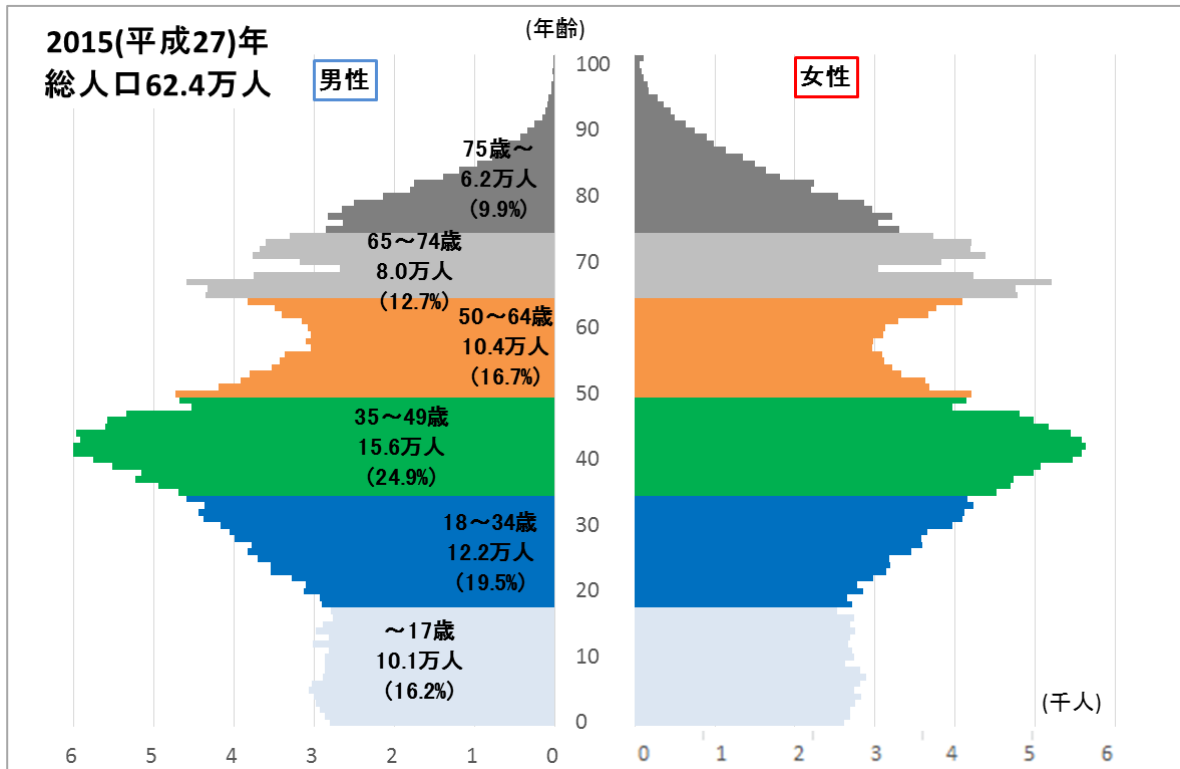 2015(平成27)年
総人口62.4万人
(年齢)
男性
女性
100
90
80
70
60
50
40
30
20
10
0
75歳～
6.2万人
(9.9%)
65～74歳
8.0万人
(12.7%)
50～64歳
10.4万人
(16.7%)
35～49歳
15.6万人
(24.9%)
18～34歳
12.2万人
(19.5%)
～17歳
10.1万人
(16.2%)
(千人)
6 5 4 3 2 1 0
0 1 2 3 4 5 6